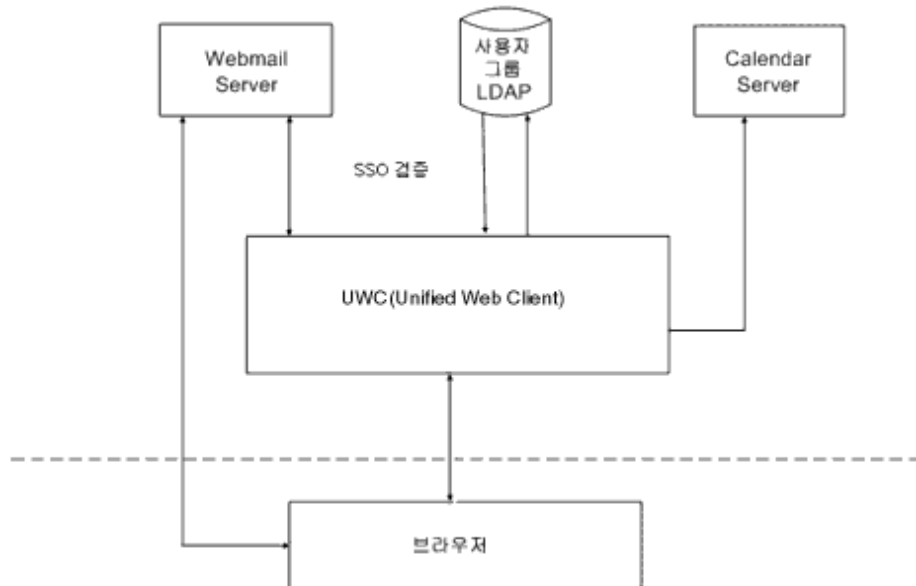 Webmail
Server
사용자
그룹
LDAP
Calendar
Server
SSO 검증
UWC(Unified Web Client)
브라우저